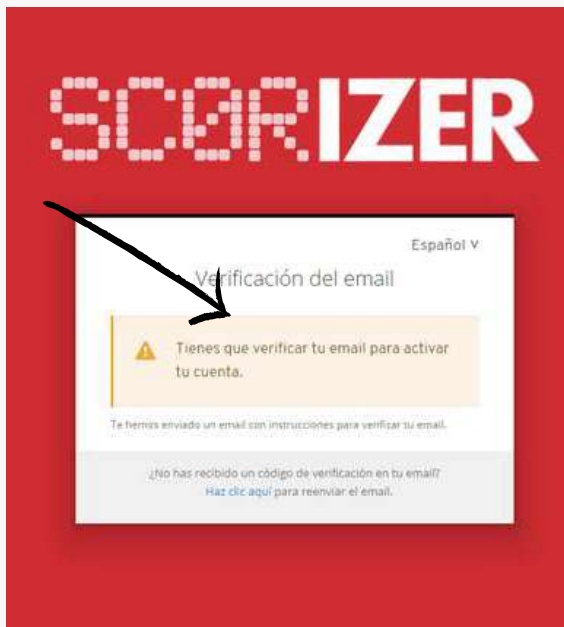 SCØRIZER
Español v
Verificación del email
Tienes que verificar tu email para activar
tu cuenta.
Te hemos enviado un email con instrucciones para verificar tu email.
¿No has recibido un código de verificación en tu email?
Haz clic aquí para reenviar el email.